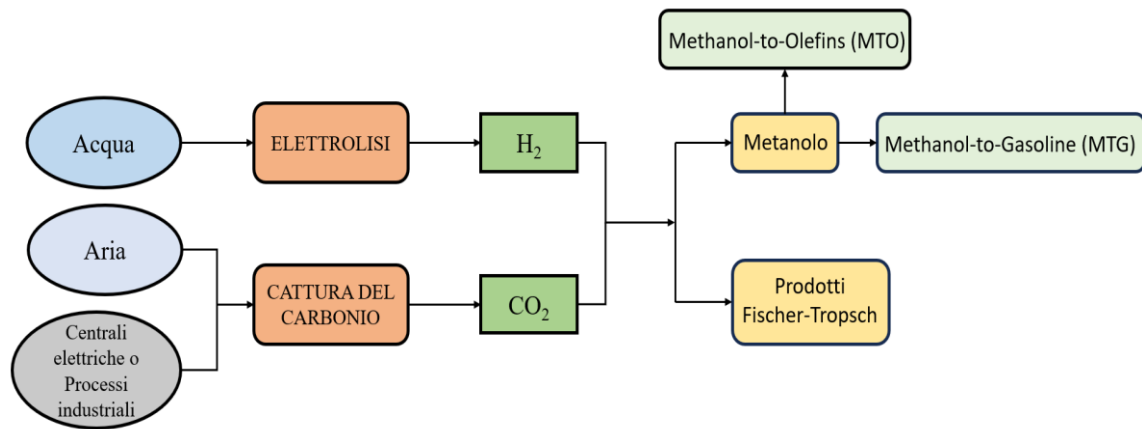 Methanol-to-Olefins (MTO)
Acqua
ELETTROLISI
H₂
Metanolo
Methanol-to-Gasoline (MTG)
Aria
CATTURA DEL
CARBONIO
CO₂
Prodotti
Fischer-Tropsch
Centrali
elettriche o
Processi
industriali